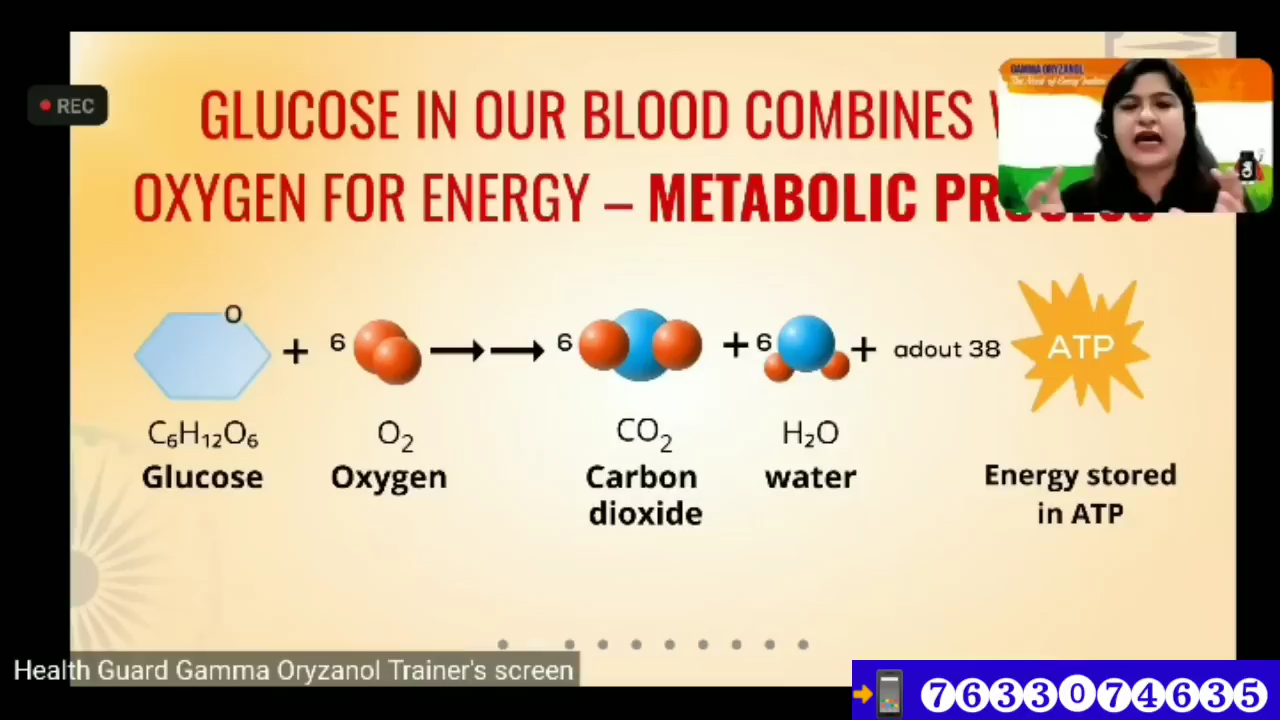 REC
GAMMA ORYZANOL
GLUCOSE IN OUR BLOOD COMBINES
OXYGEN FOR ENERGY – METABOLIC
O
+ 6 6 + 6 + adout 38 ATP
C₆H₁₂O₆ O₂ CO₂ H₂O
Glucose Oxygen Carbon dioxide water Energy stored in ATP
Health Guard Gamma Oryzanol Trainer's screen
7633074635